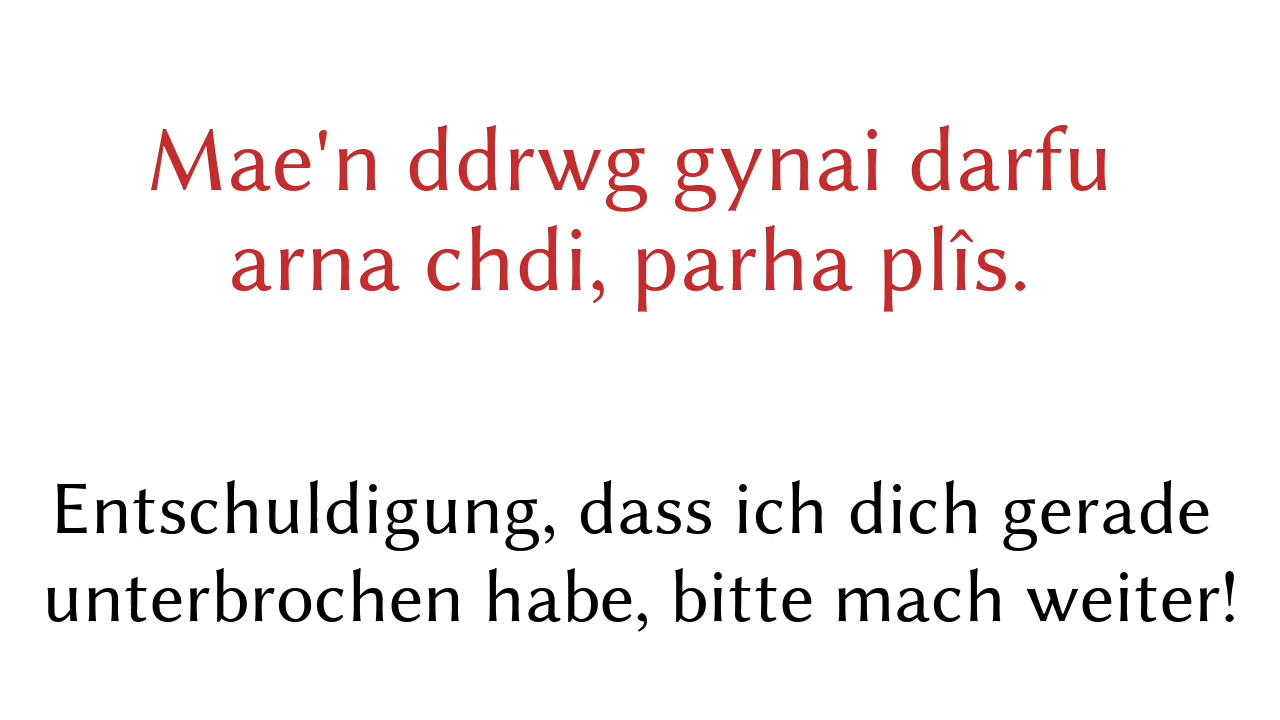 Mae'n ddrwg gynai darfu
arna chdi, parha plîs.
Entschuldigung, dass ich dich gerade
unterbrochen habe, bitte mach weiter!